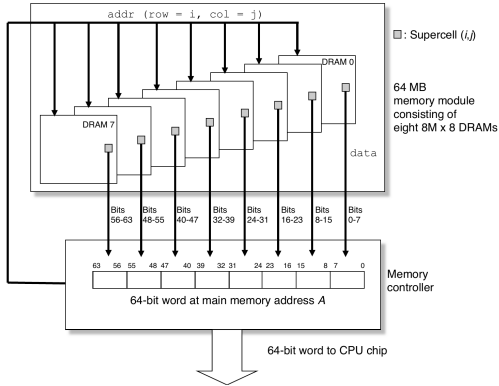 addr (row = i, col = j)
: Supercell (i,j)
DRAM 0
64 MB
memory module
consisting of
eight 8M x 8 DRAMs
DRAM 7
data
Bits
56-63
Bits
48-55
Bits
40-47
Bits
32-39
Bits
24-31
Bits
16-23
Bits
8-15
Bits
0-7
63 56 55 48 47 40 39 32 31 24 23 16 15 8 7 0
Memory
controller
64-bit word at main memory address A
64-bit word to CPU chip